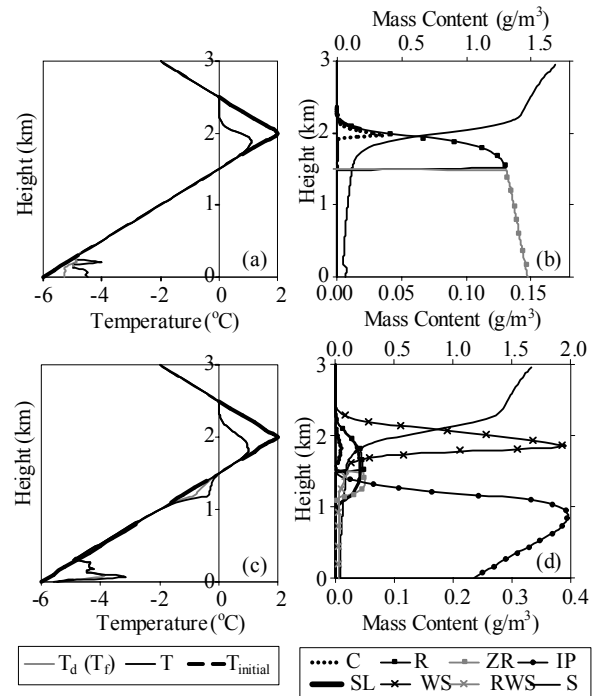 Mass Content (g/m³)
0.0 0.5 1.0 1.5
3
2
1
0
Height (km)
(a)
-6 -4 -2 0 2
Temperature (°C)
3
2
1
0
Height (km)
(b)
0.00 0.05 0.10 0.15
Mass Content (g/m³)
0.0 0.5 1.0 1.5 2.0
3
2
1
0
Height (km)
(c)
-6 -4 -2 0 2
Temperature (°C)
3
2
1
0
Height (km)
(d)
0.0 0.1 0.2 0.3 0.4
Mass Content (g/m³)
T_d (T_f) T T_initial
C R ZR IP
SL WS RWS S